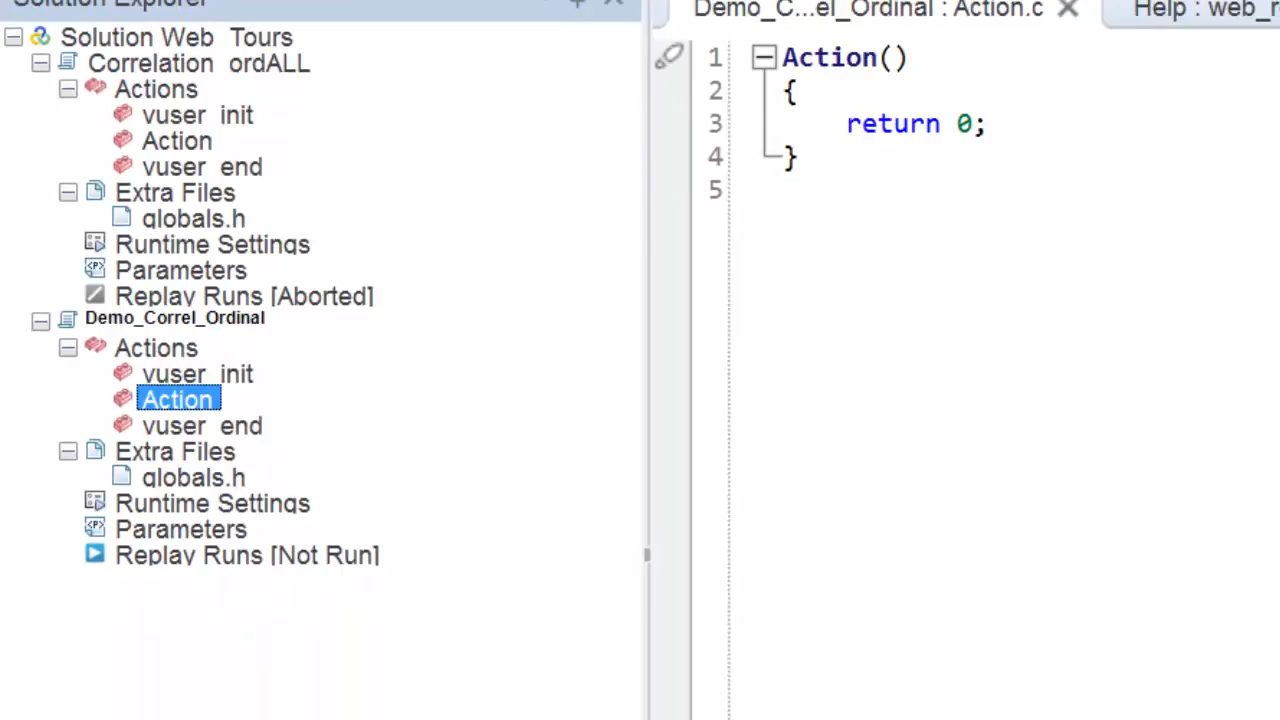 Solution Explorer
Demo_C...el_Ordinal : Action.c
Help : web_r
Solution Web Tours
Correlation ordALL
Actions
vuser init
Action
vuser end
Extra Files
globals.h
Runtime Settings
Parameters
Replay Runs [Aborted]
Demo_Correl_Ordinal
Actions
vuser init
Action
vuser end
Extra Files
globals.h
Runtime Settings
Parameters
Replay Runs [Not Run]
1 Action()
2 {
3 return 0;
4 }
5